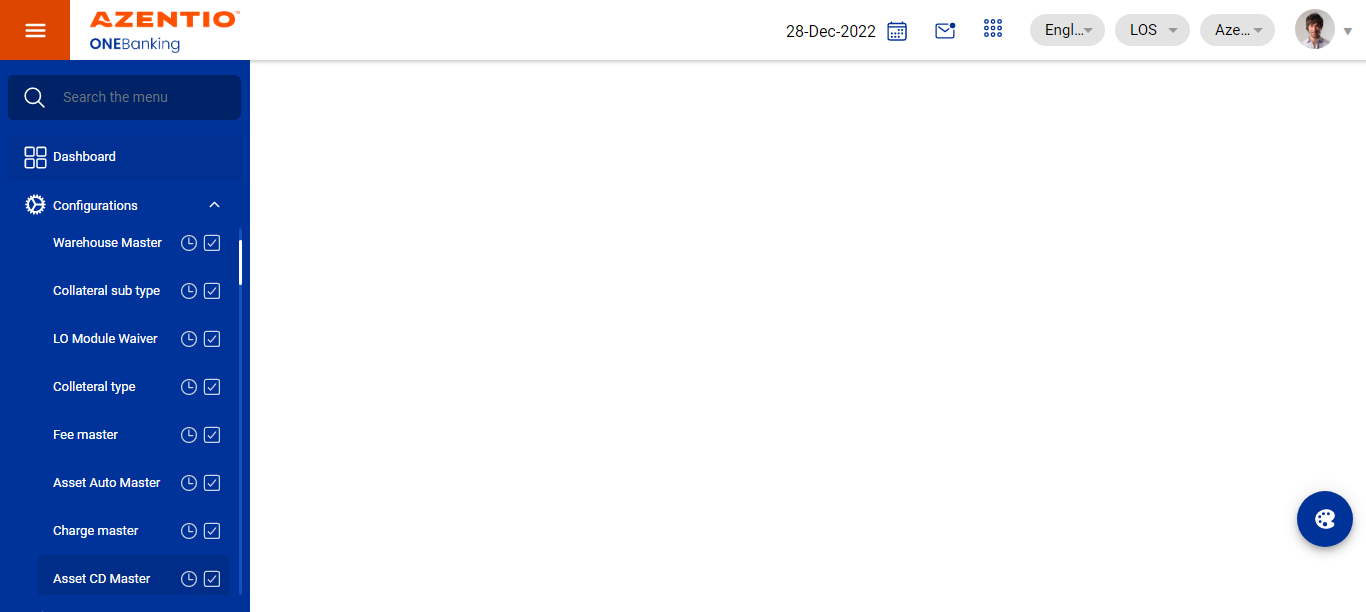 AZENTIO™
ONEBanking
28-Dec-2022
Engl...
LOS
Aze...
Search the menu
Dashboard
Configurations
Warehouse Master
Collateral sub type
LO Module Waiver
Colleteral type
Fee master
Asset Auto Master
Charge master
Asset CD Master